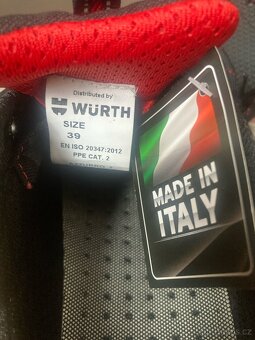 Distributed by
WÜRTH
SIZE
39
EN ISO 20347:2012
PPE CAT. 2
MADE IN
ITALY